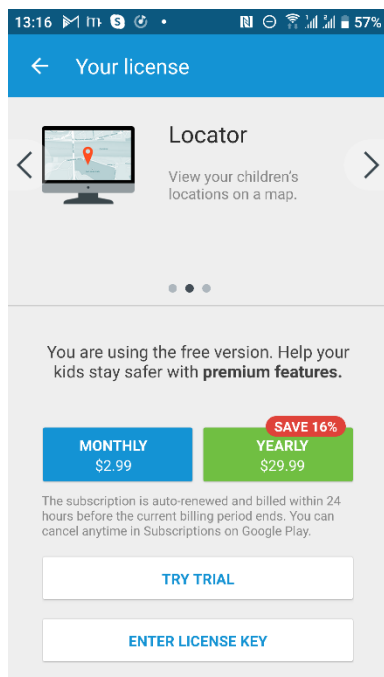 13:16 57%
Your license
Locator
View your children's
locations on a map.
You are using the free version. Help your
kids stay safer with premium features.
SAVE 16%
MONTHLY
$2.99
YEARLY
$29.99
The subscription is auto-renewed and billed within 24
hours before the current billing period ends. You can
cancel anytime in Subscriptions on Google Play.
TRY TRIAL
ENTER LICENSE KEY